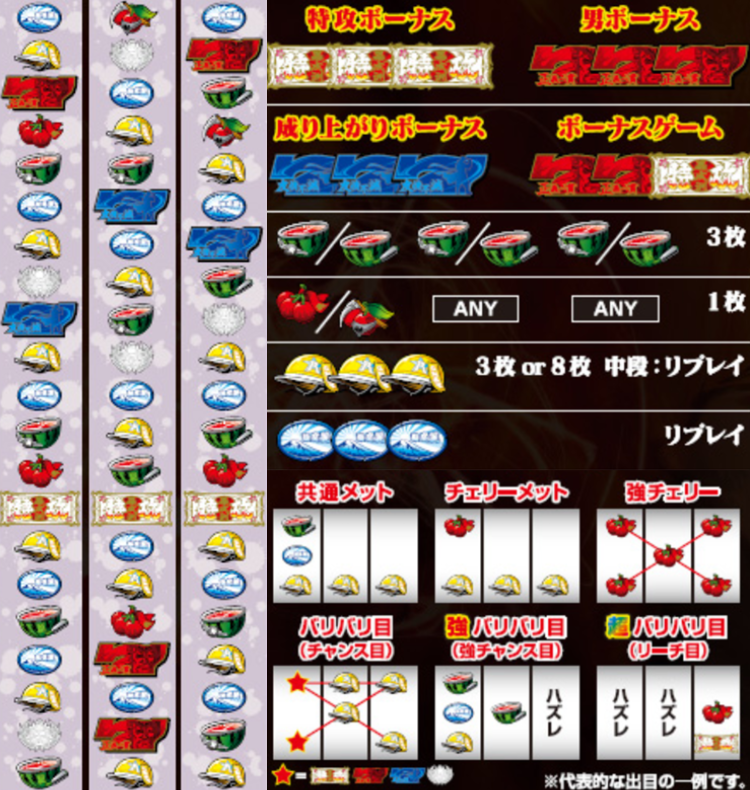 特攻ボーナス
男ボーナス
成り上がりボーナス
ボーナスゲーム
3枚
ANY
ANY
1枚
3枚 or 8枚 中段:リプレイ
リプレイ
共通メット
チェリーメット
強チェリー
バリバリ目
(チャンス目)
強バリバリ目
(強チャンス目)
超バリバリ目
(リーチ目)
ハズレ
ハズレ
ハズレ
=
※代表的な出目の一例です。